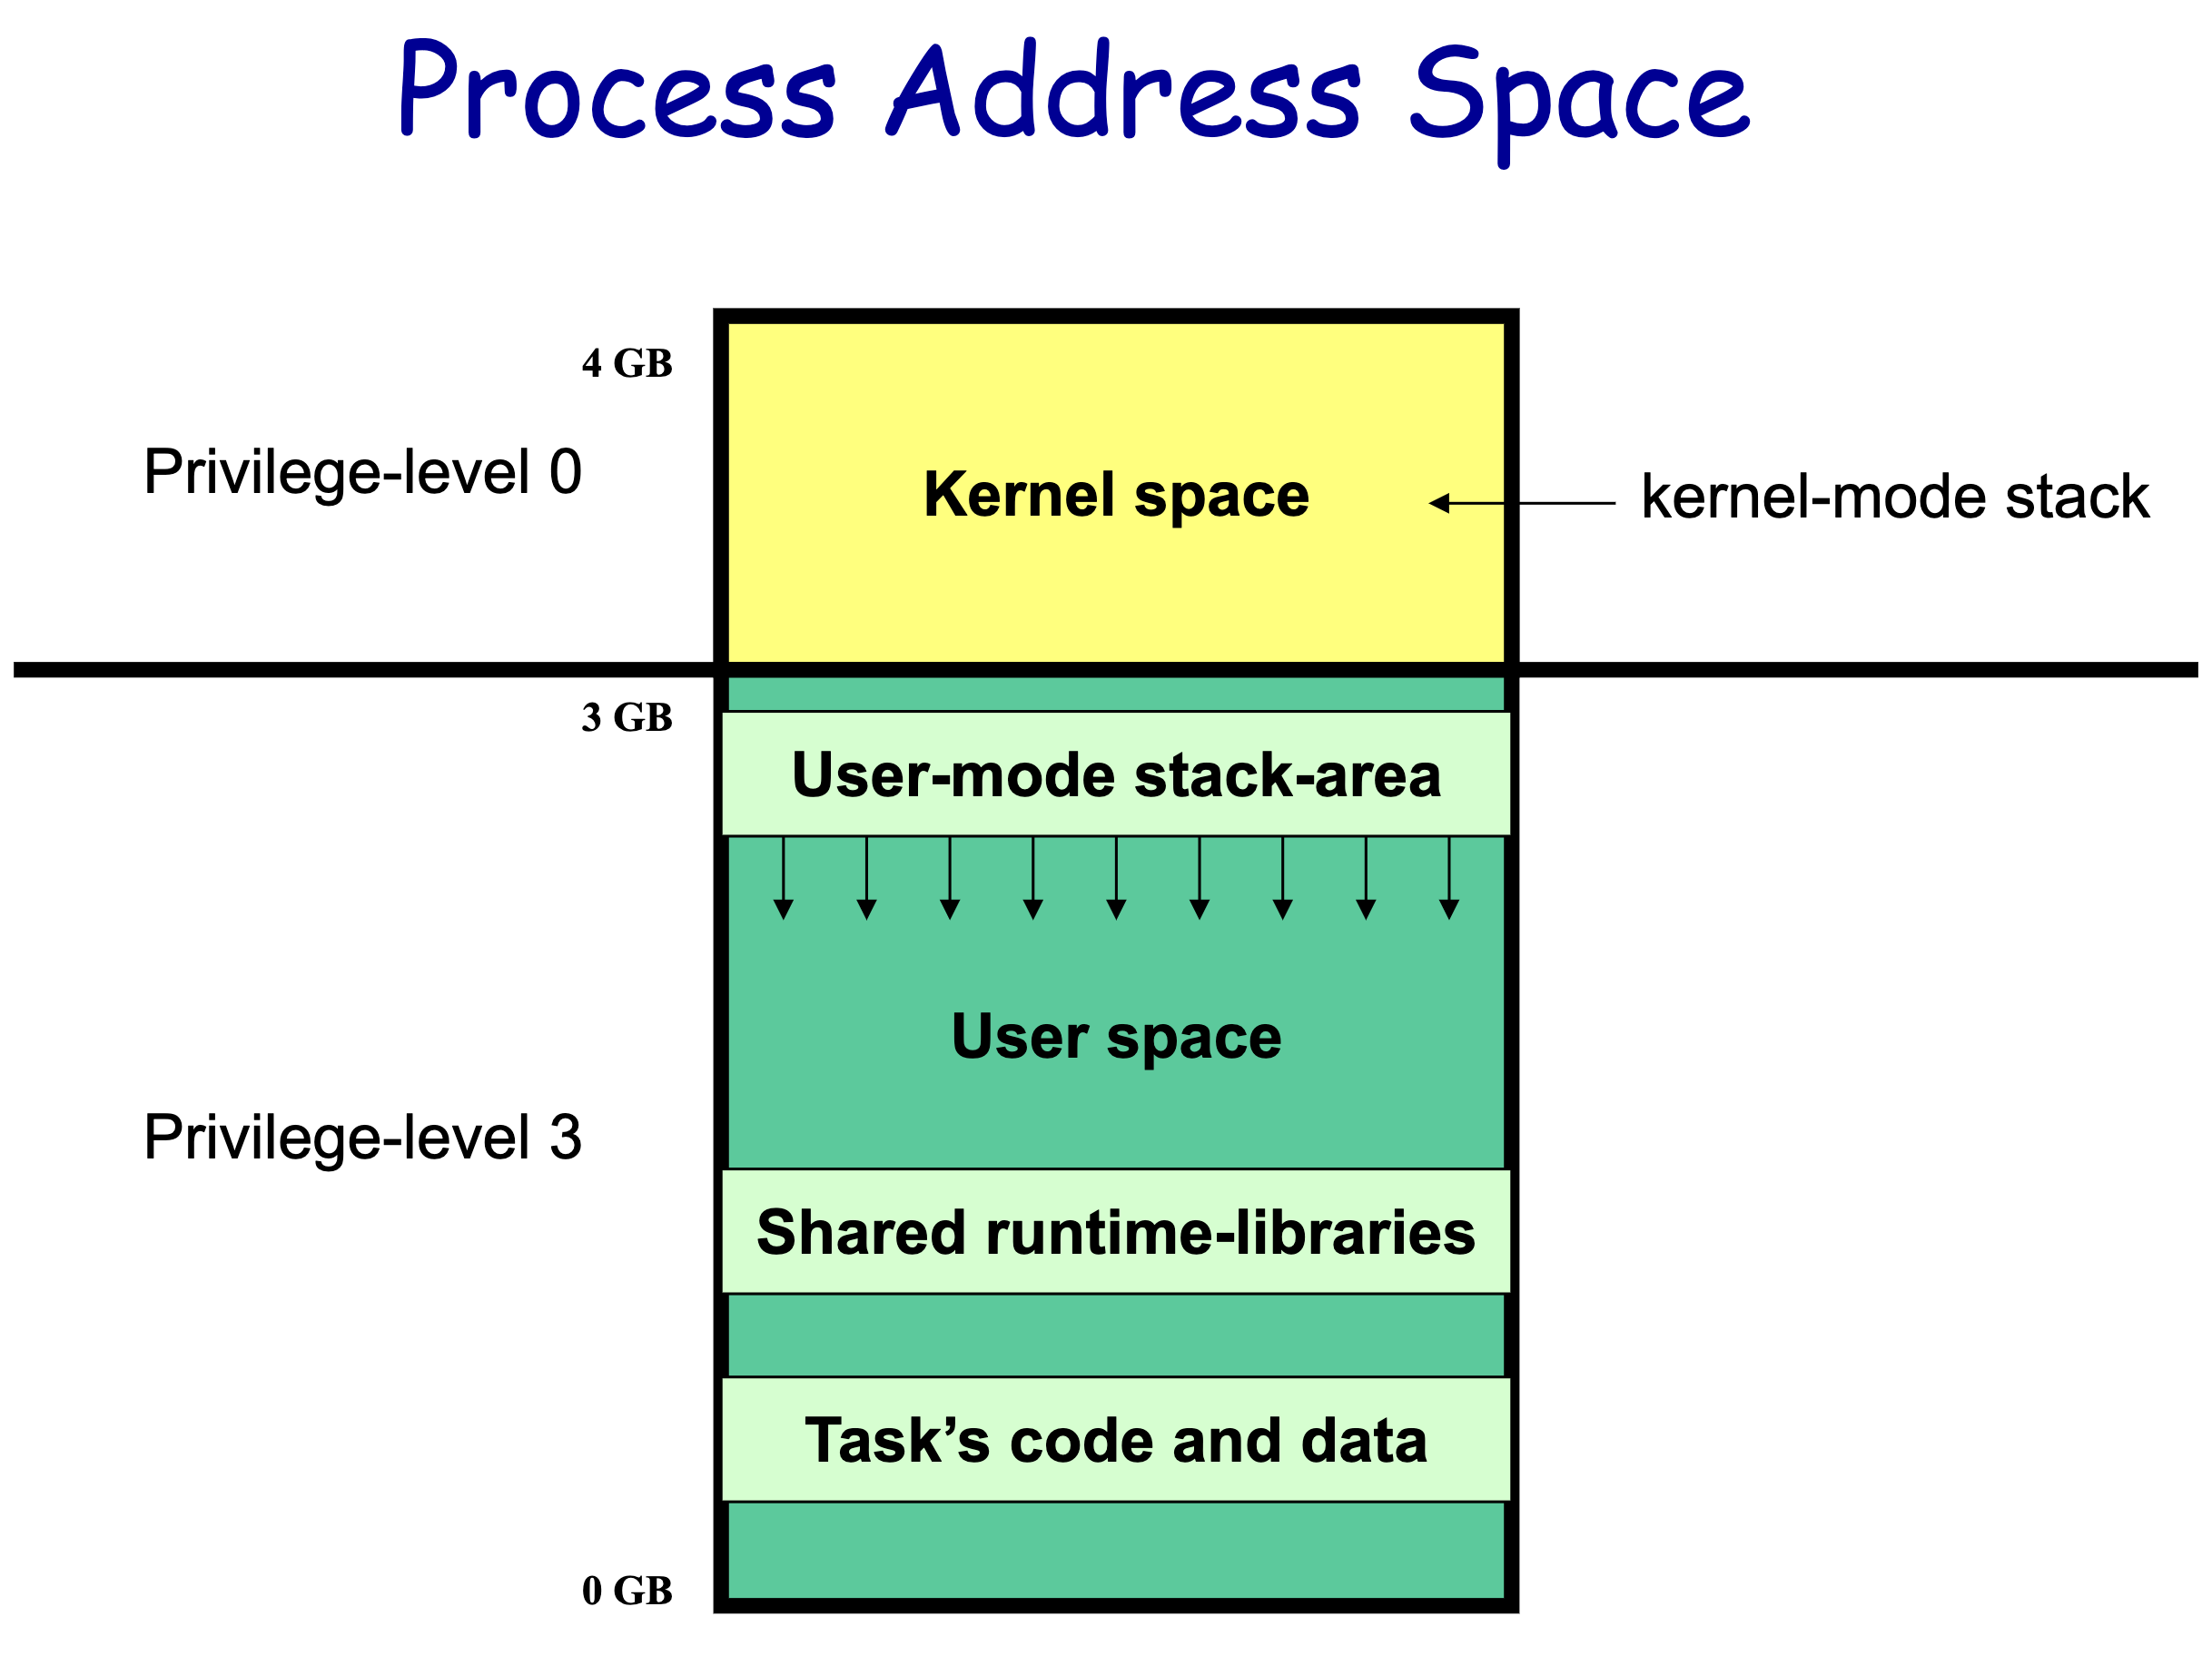 Process Address Space
4 GB
Privilege-level 0
Kernel space
kernel-mode stack
3 GB
User-mode stack-area
User space
Privilege-level 3
Shared runtime-libraries
Task’s code and data
0 GB